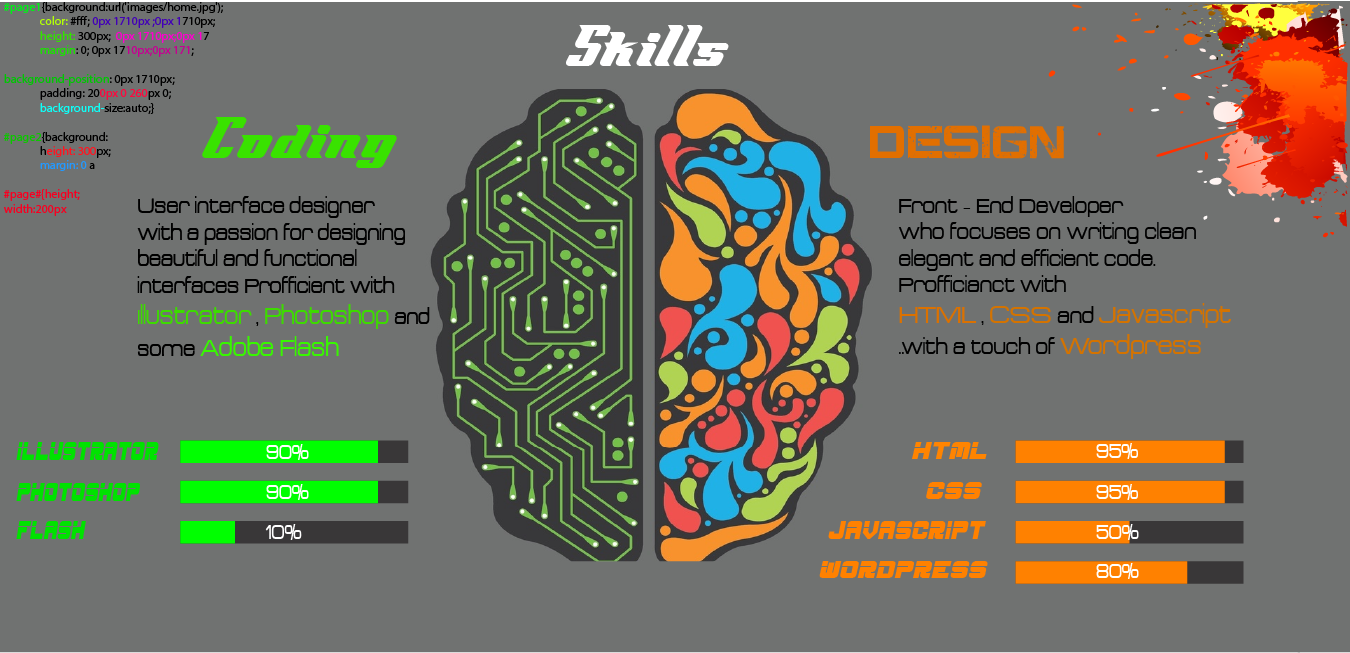 #page1{background:url('images/home.jpg');
color: #fff; 0px 1710px ;0px 1710px;
height: 300px; ;0px 1710px;0px 17
margin: 0; 0px 1710px;0px 171;
background-position: 0px 1710px;
padding: 200px 0 260px 0;
background-size:auto;}
#page2{background:
height: 300px;
margin: 0 a
#page#{height;
width:200px
Skills
Coding
User interface designer
with a passion for designing
beautiful and functional
interfaces Profficient with
illustrator , Photoshop and
some Adobe Flash
ILLUSTRATOR 90%
PHOTOSHOP 90%
FLASH 10%
DESIGN
Front - End Developer
who focuses on writing clean
elegant and efficient code.
Profficianct with
HTML , CSS and Javascript
..with a touch of Wordpress
HTML 95%
CSS 95%
JAVASCRIPT 50%
WORDPRESS 80%